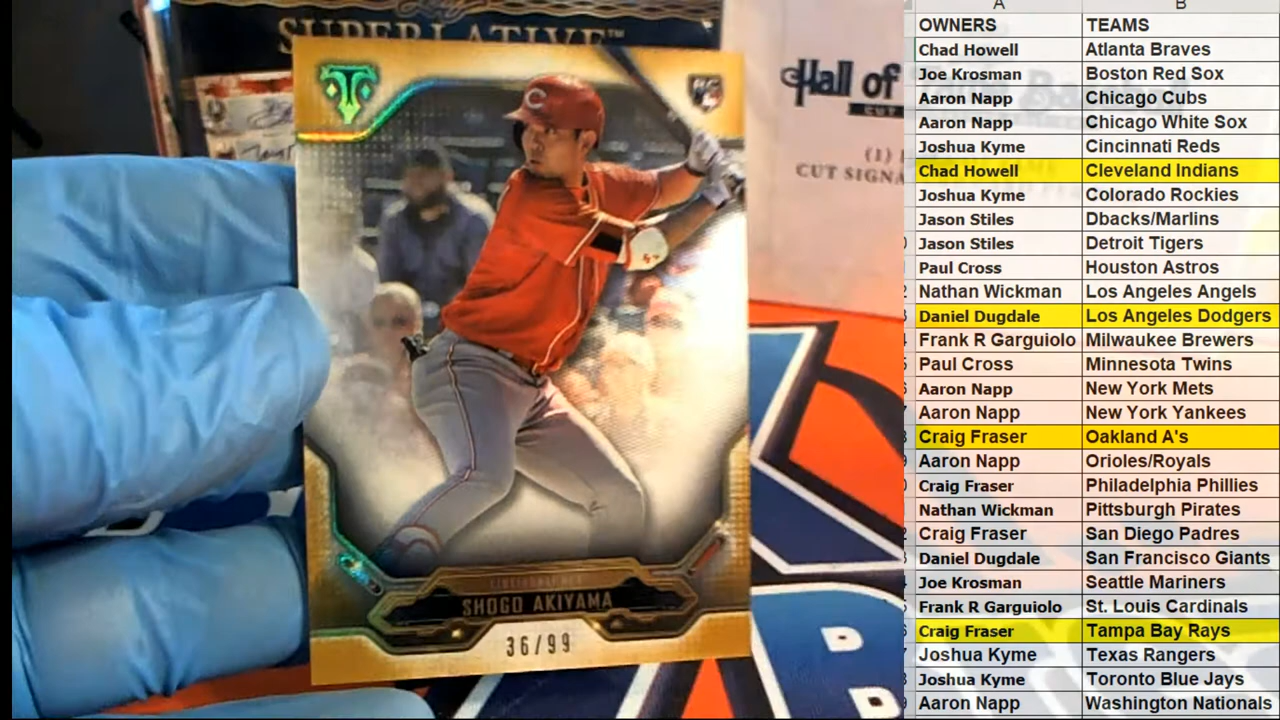 SUPERLATIVE™
Hall of
CUT
(1)
CUT SIGNA
C
RC
CINCINNATI REDS
SHOGO AKIYAMA
36/99
A B
OWNERS TEAMS
Chad Howell Atlanta Braves
Joe Krosman Boston Red Sox
Aaron Napp Chicago Cubs
Aaron Napp Chicago White Sox
Joshua Kyme Cincinnati Reds
Chad Howell Cleveland Indians
Joshua Kyme Colorado Rockies
Jason Stiles Dbacks/Marlins
Jason Stiles Detroit Tigers
Paul Cross Houston Astros
Nathan Wickman Los Angeles Angels
Daniel Dugdale Los Angeles Dodgers
Frank R Garguiolo Milwaukee Brewers
Paul Cross Minnesota Twins
Aaron Napp New York Mets
Aaron Napp New York Yankees
Craig Fraser Oakland A's
Aaron Napp Orioles/Royals
Craig Fraser Philadelphia Phillies
Nathan Wickman Pittsburgh Pirates
Craig Fraser San Diego Padres
Daniel Dugdale San Francisco Giants
Joe Krosman Seattle Mariners
Frank R Garguiolo St. Louis Cardinals
Craig Fraser Tampa Bay Rays
Joshua Kyme Texas Rangers
Joshua Kyme Toronto Blue Jays
Aaron Napp Washington Nationals